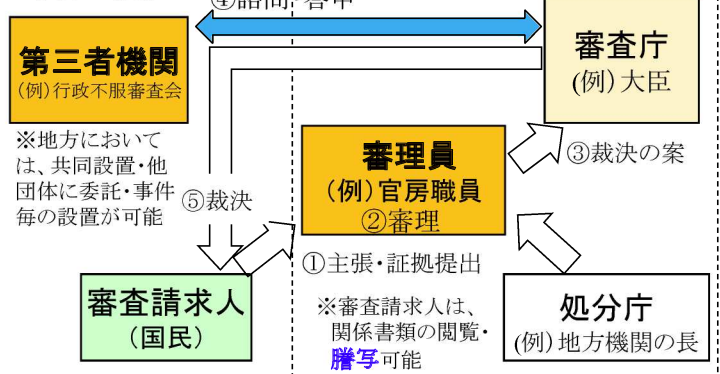 ④諮問・答申
第三者機関
(例)行政不服審査会
審査庁
(例)大臣
※地方において
は、共同設置・他
団体に委託・事件
毎の設置が可能
審理員
(例)官房職員
②審理
③裁決の案
⑤裁決
①主張・証拠提出
審査請求人
(国民)
※審査請求人は、
関係書類の閲覧・
謄写可能
処分庁
(例)地方機関の長